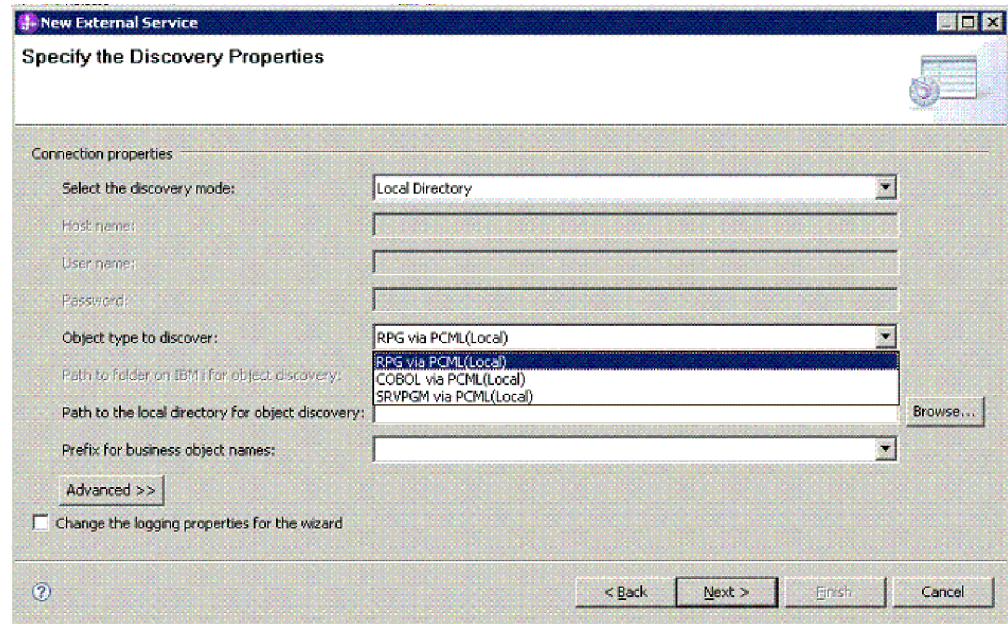 New External Service
Specify the Discovery Properties
Connection properties
Select the discovery mode:
Local Directory
Host name:
User name:
Password:
Object type to discover:
RPG via PCML(Local)
RPG via PCML(Local)
COBOL via PCML(Local)
SRVPGM via PCML(Local)
Path to folder on IBM i for object discovery:
Path to the local directory for object discovery:
Browse...
Prefix for business object names:
Advanced >>
Change the logging properties for the wizard
?
< Back
Next >
Finish
Cancel